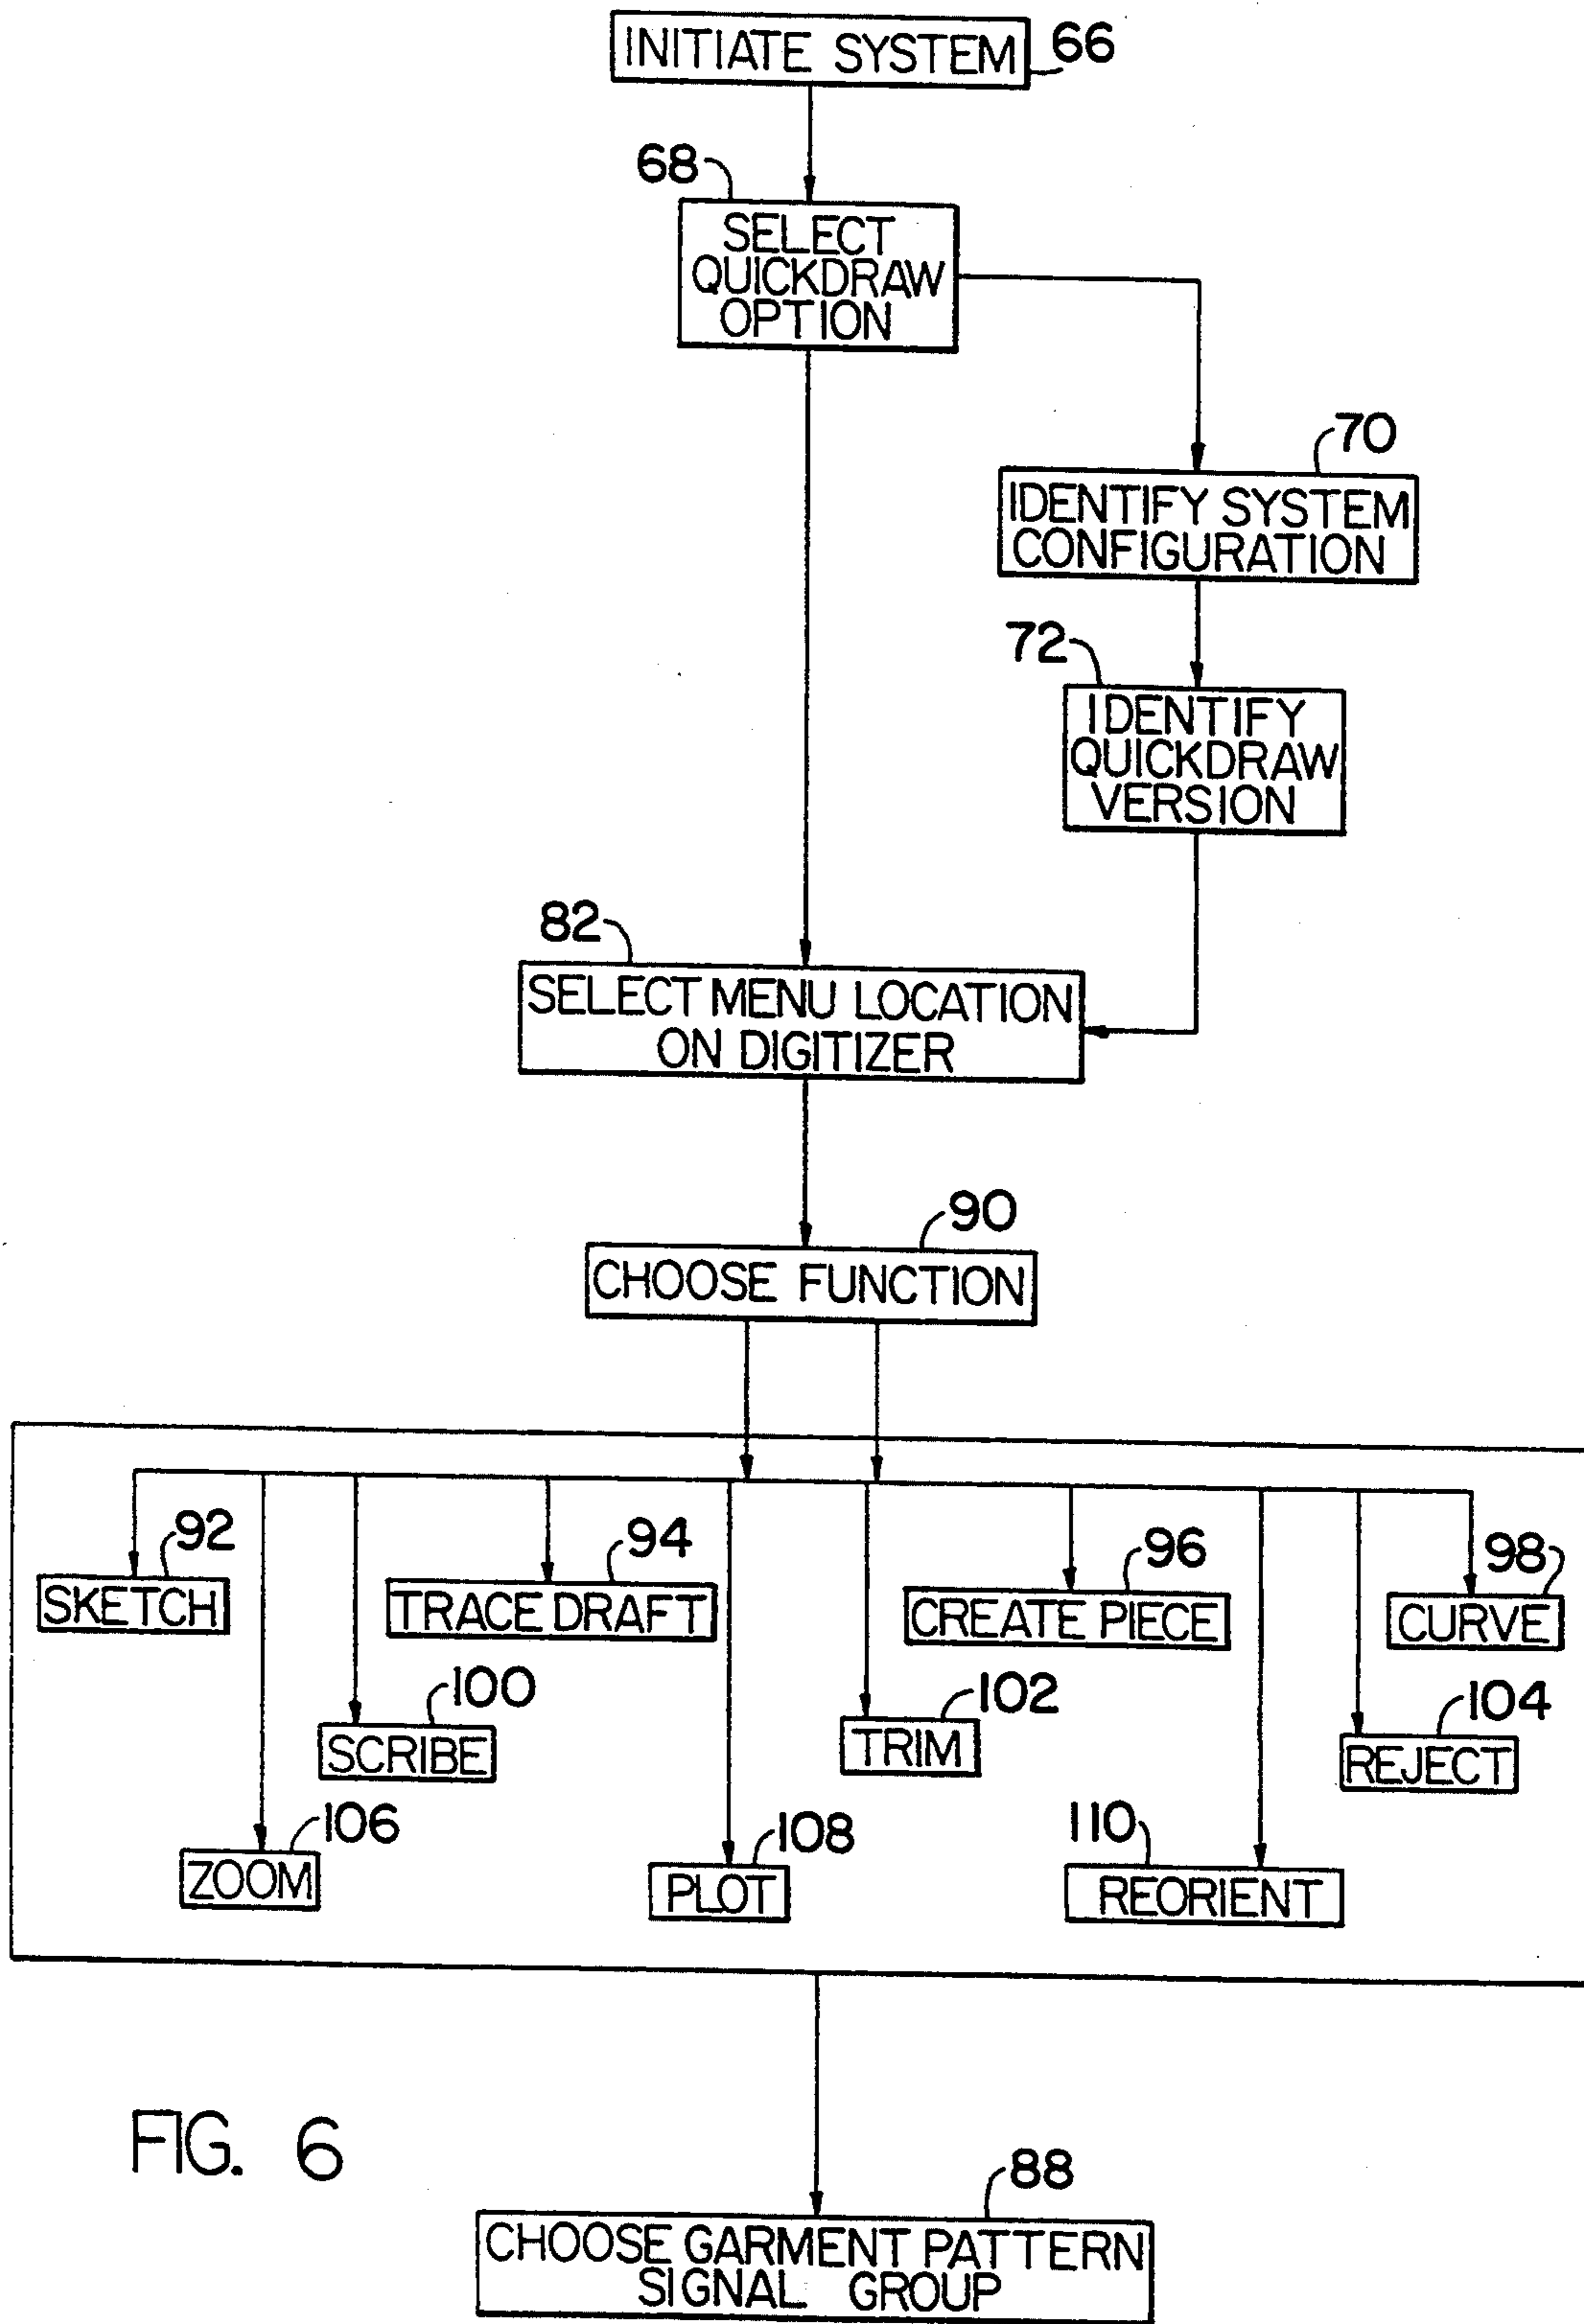 INITIATE SYSTEM
66
68
SELECT
QUICKDRAW
OPTION
70
IDENTIFY SYSTEM
CONFIGURATION
72
IDENTIFY
QUICKDRAW
VERSION
82
SELECT MENU LOCATION
ON DIGITIZER
90
CHOOSE FUNCTION
92
SKETCH
94
TRACE DRAFT
96
CREATE PIECE
98
CURVE
100
SCRIBE
102
TRIM
104
REJECT
106
ZOOM
108
PLOT
110
REORIENT
FIG. 6
88
CHOOSE GARMENT PATTERN
SIGNAL GROUP